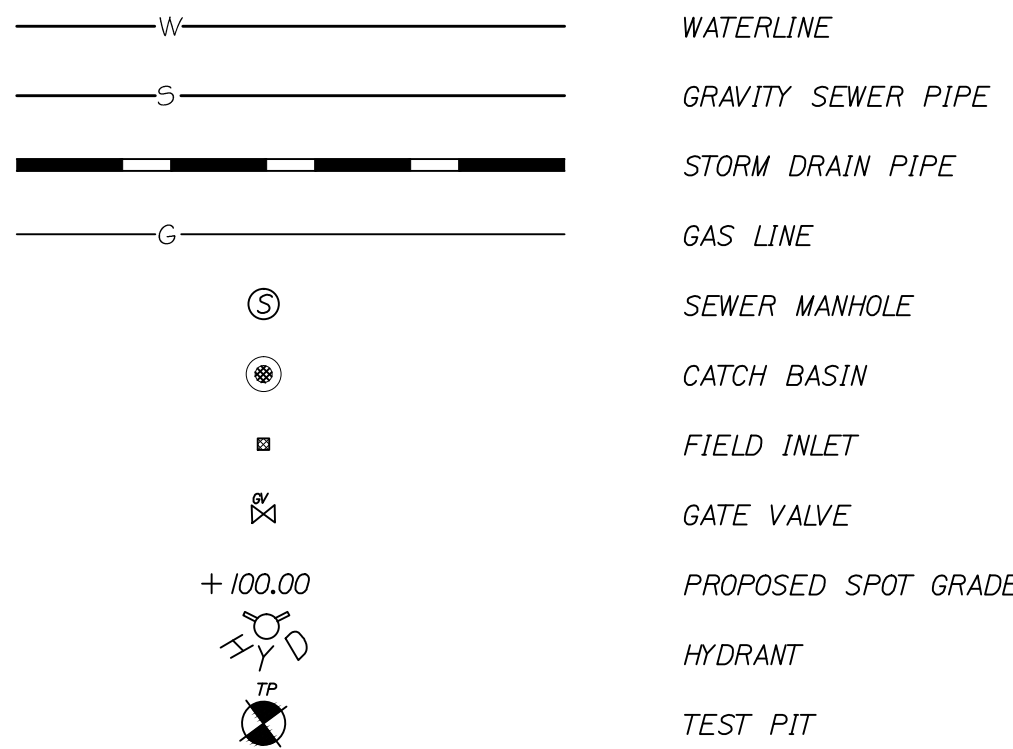 W WATERLINE
S GRAVITY SEWER PIPE
STORM DRAIN PIPE
G GAS LINE
S SEWER MANHOLE
CATCH BASIN
FIELD INLET
GV GATE VALVE
+100.00 PROPOSED SPOT GRADE
HYD HYDRANT
TP TEST PIT